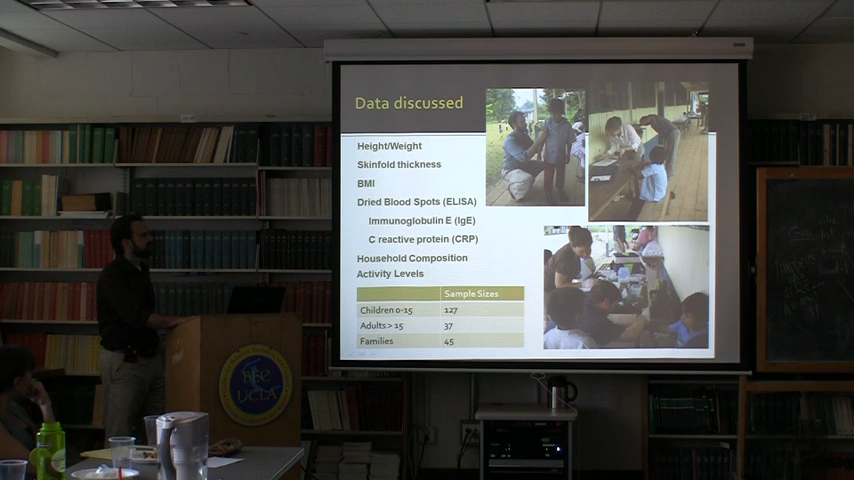 Data discussed
Height/Weight
Skinfold thickness
BMI
Dried Blood Spots (ELISA)
Immunoglobulin E (IgE)
C reactive protein (CRP)
Household Composition
Activity Levels
Sample Sizes
Children 0-15 127
Adults > 15 37
Families 45
BEC
UCLA